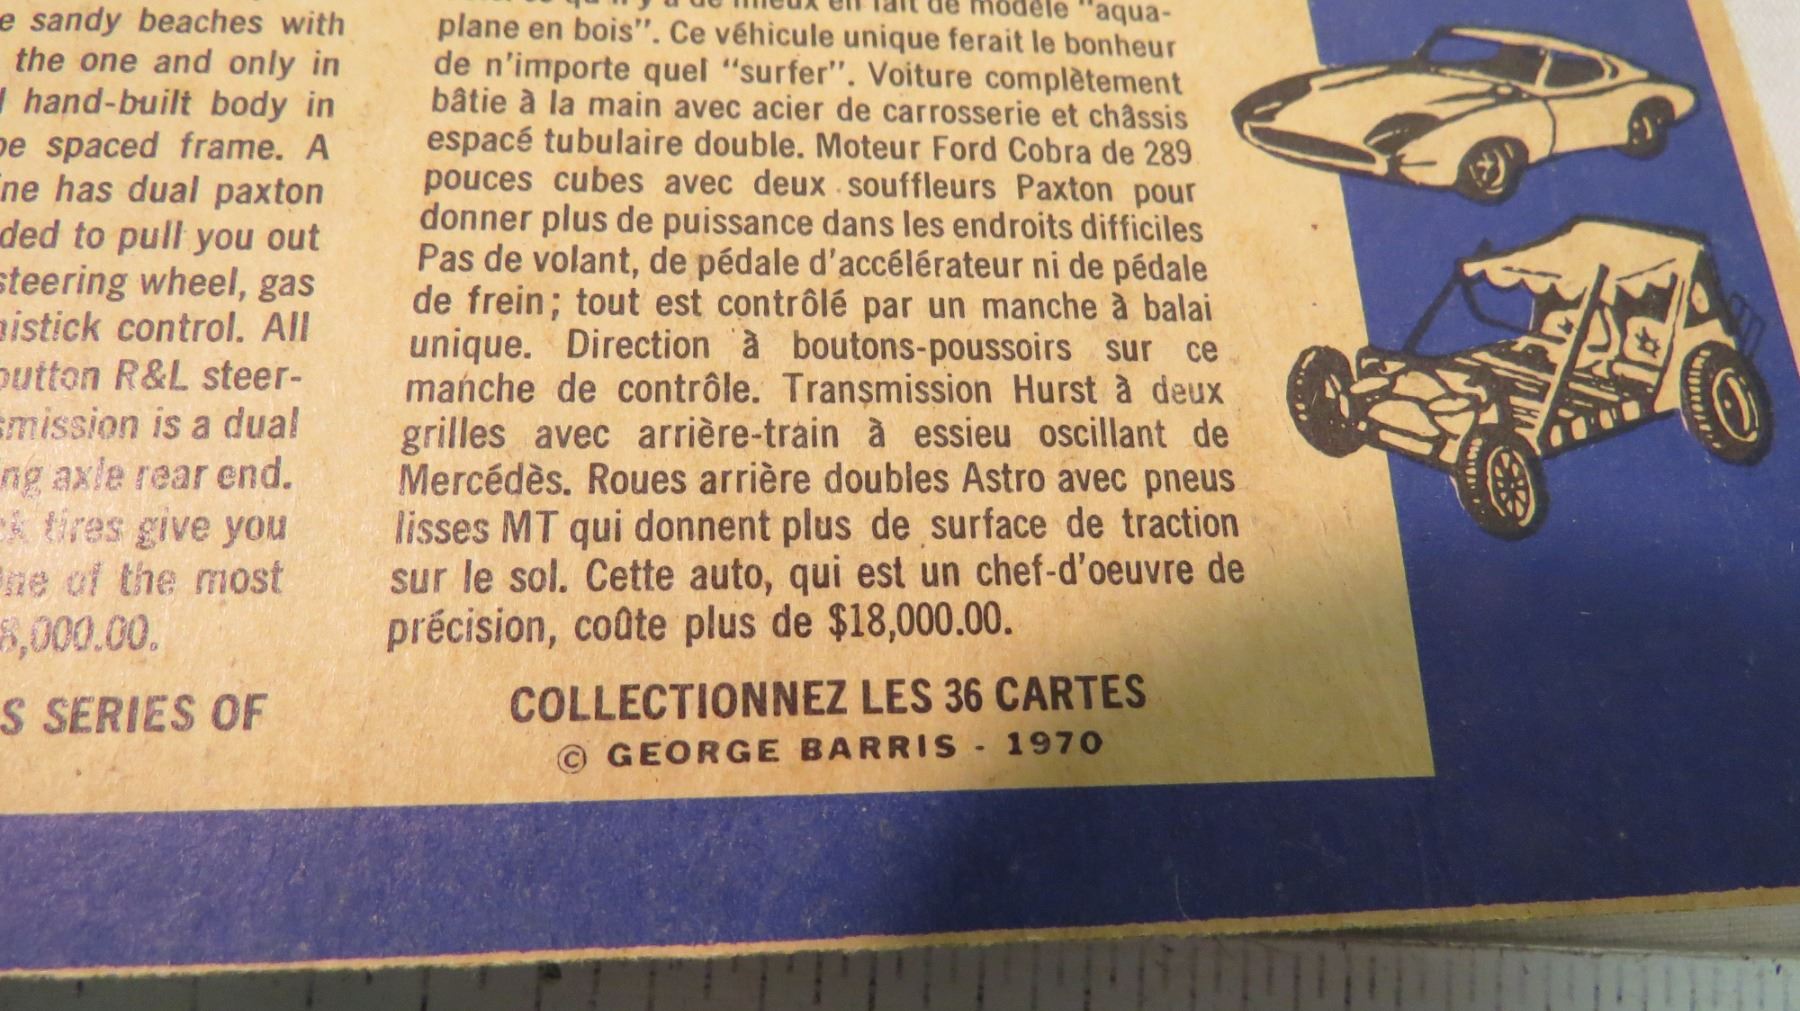 e sandy beaches with
the one and only in
hand-built body in
spaced frame. A
has dual paxton
to pull you out
steering wheel, gas
control. All
R&L steer-
is a dual
axle rear end.
tires give you
of the most
8,000.00.
S SERIES OF
de mieux en fait de modèle "aqua-
plane en bois". Ce véhicule unique ferait le bonheur
de n'importe quel "surfer". Voiture complètement
bâtie à la main avec acier de carrosserie et châssis
espacé tubulaire double. Moteur Ford Cobra de 289
pouces cubes avec deux souffleurs Paxton pour
donner plus de puissance dans les endroits difficiles
Pas de volant, de pédale d'accélérateur ni de pédale
de frein; tout est contrôlé par un manche à balai
unique. Direction à boutons-poussoirs sur ce
manche de contrôle. Transmission Hurst à deux
grilles avec arrière-train à essieu oscillant de
Mercédès. Roues arrière doubles Astro avec pneus
lisses MT qui donnent plus de surface de traction
sur le sol. Cette auto, qui est un chef-d'oeuvre de
précision, coûte plus de $18,000.00.
COLLECTIONNEZ LES 36 CARTES
© GEORGE BARRIS - 1970